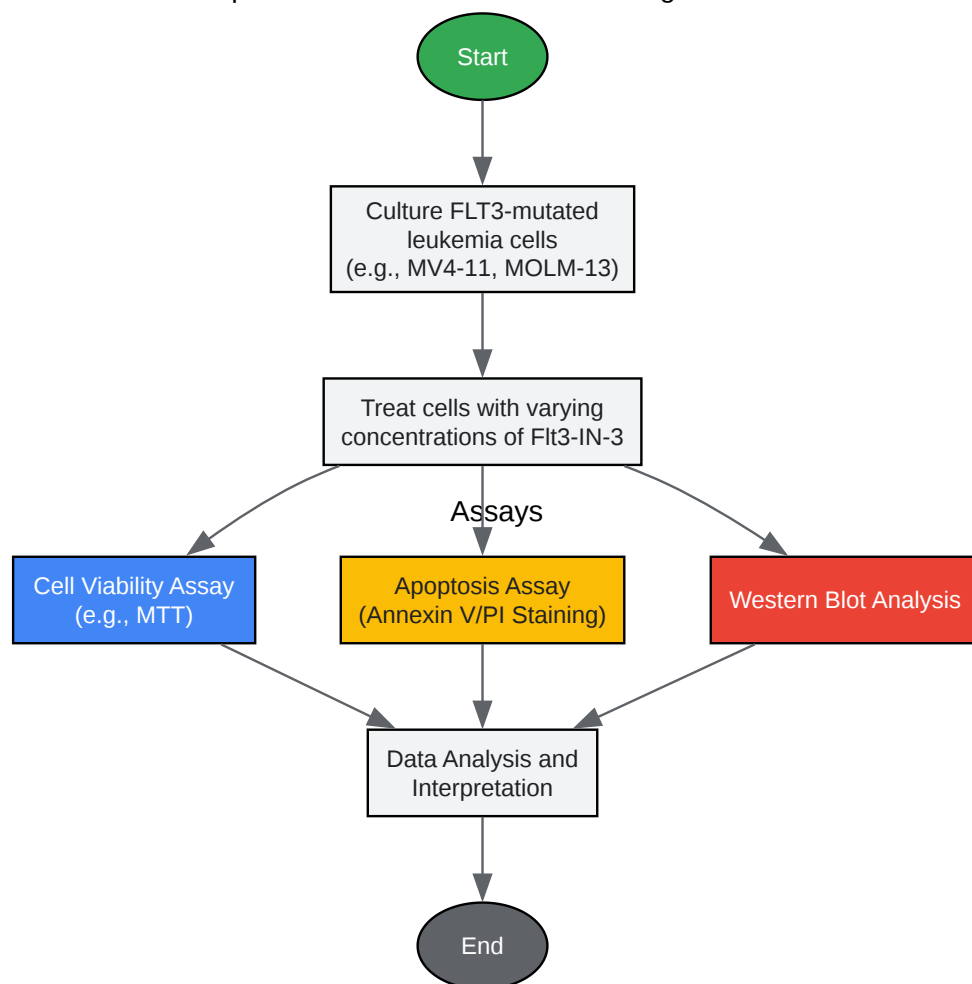 Start
Culture FLT3-mutated
leukemia cells
(e.g., MV4-11, MOLM-13)
Treat cells with varying
concentrations of Flt3-IN-3
Assays
Cell Viability Assay
(e.g., MTT)
Apoptosis Assay
(Annexin V/PI Staining)
Western Blot Analysis
Data Analysis and
Interpretation
End